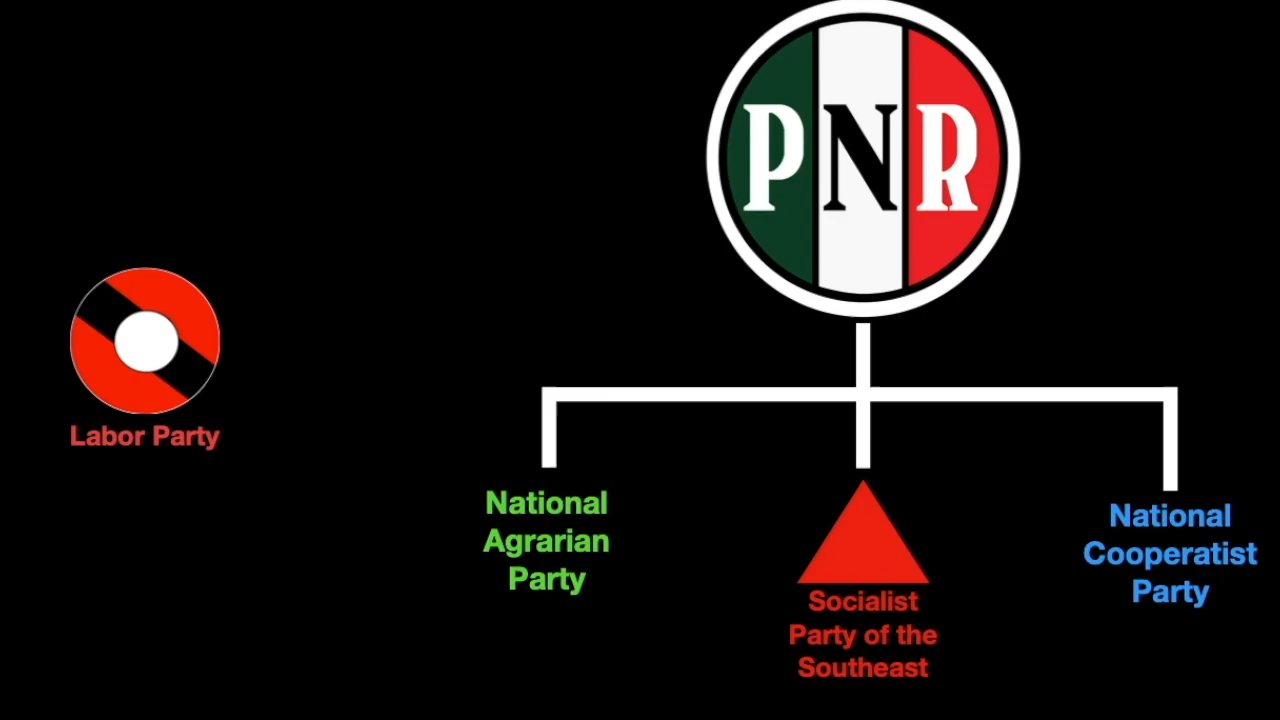 PNR
Labor Party
National
Agrarian
Party
Socialist
Party of the
Southeast
National
Cooperatist
Party